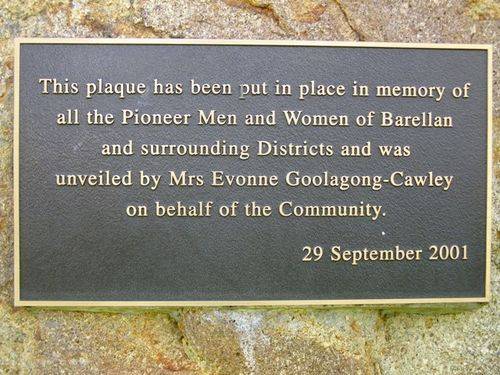 This plaque has been put in place in memory of
all the Pioneer Men and Women of Barellan
and surrounding Districts and was
unveiled by Mrs Evonne Goolagong-Cawley
on behalf of the Community.
29 September 2001